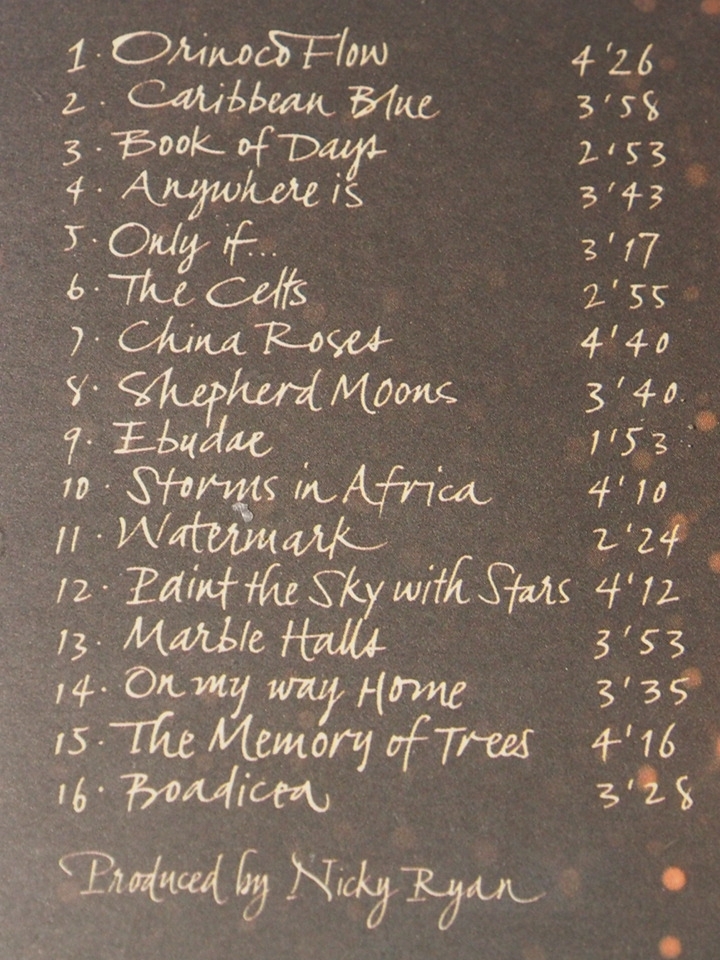 1 · Orinoco Flow 4'26
2 · Caribbean Blue 3'58
3 · Book of Days 2'53
4 · Anywhere is 3'43
5 · Only if... 3'17
6 · The Celts 2'55
7 · China Roses 4'40
8 · Shepherd Moons 3'40
9 · Ebudae 1'53
10 · Storms in Africa 4'10
11 · Watermark 2'24
12 · Paint the Sky with Stars 4'12
13 · Marble Halls 3'53
14 · On my way Home 3'35
15 · The Memory of Trees 4'16
16 · Boadicea 3'28
Produced by Nicky Ryan